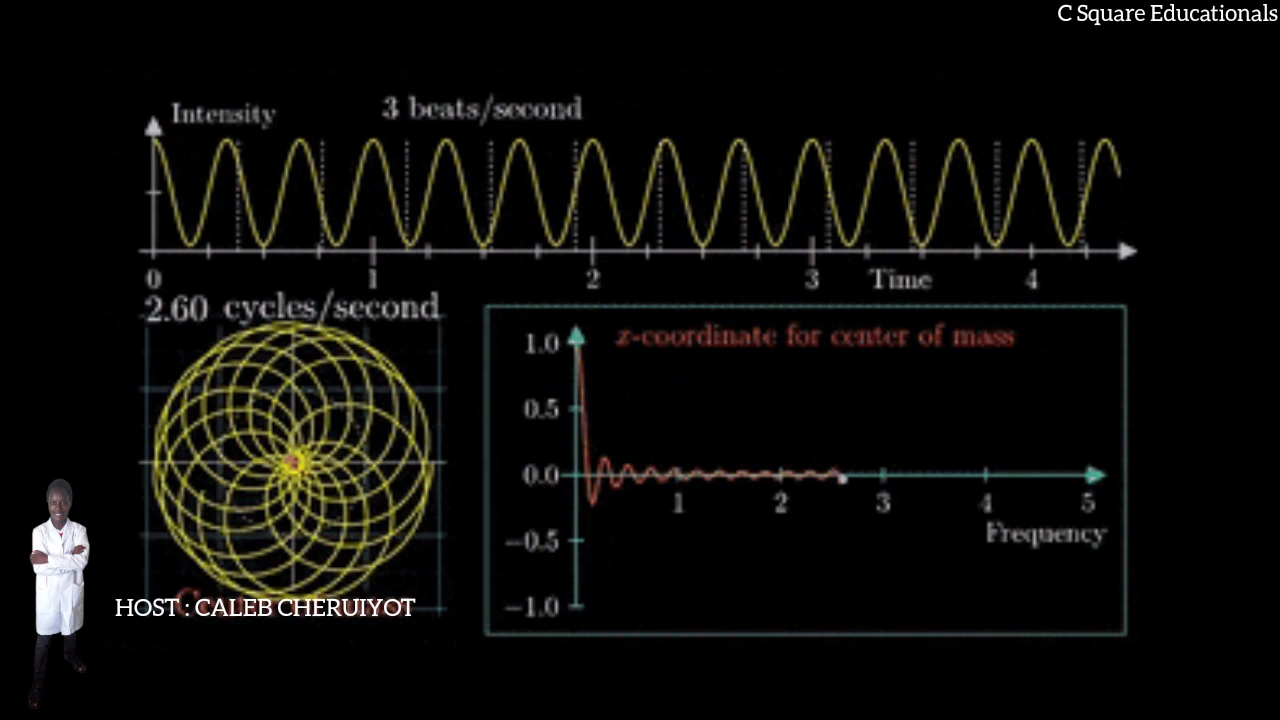 C Square Educationals
Intensity
3 beats/second
0 1 2 3 Time 4
2.60 cycles/second
x-coordinate for center of mass
1.0
0.5
0.0
1 2 3 4 5
Frequency
−0.5
−1.0
HOST : CALEB CHERUIYOT